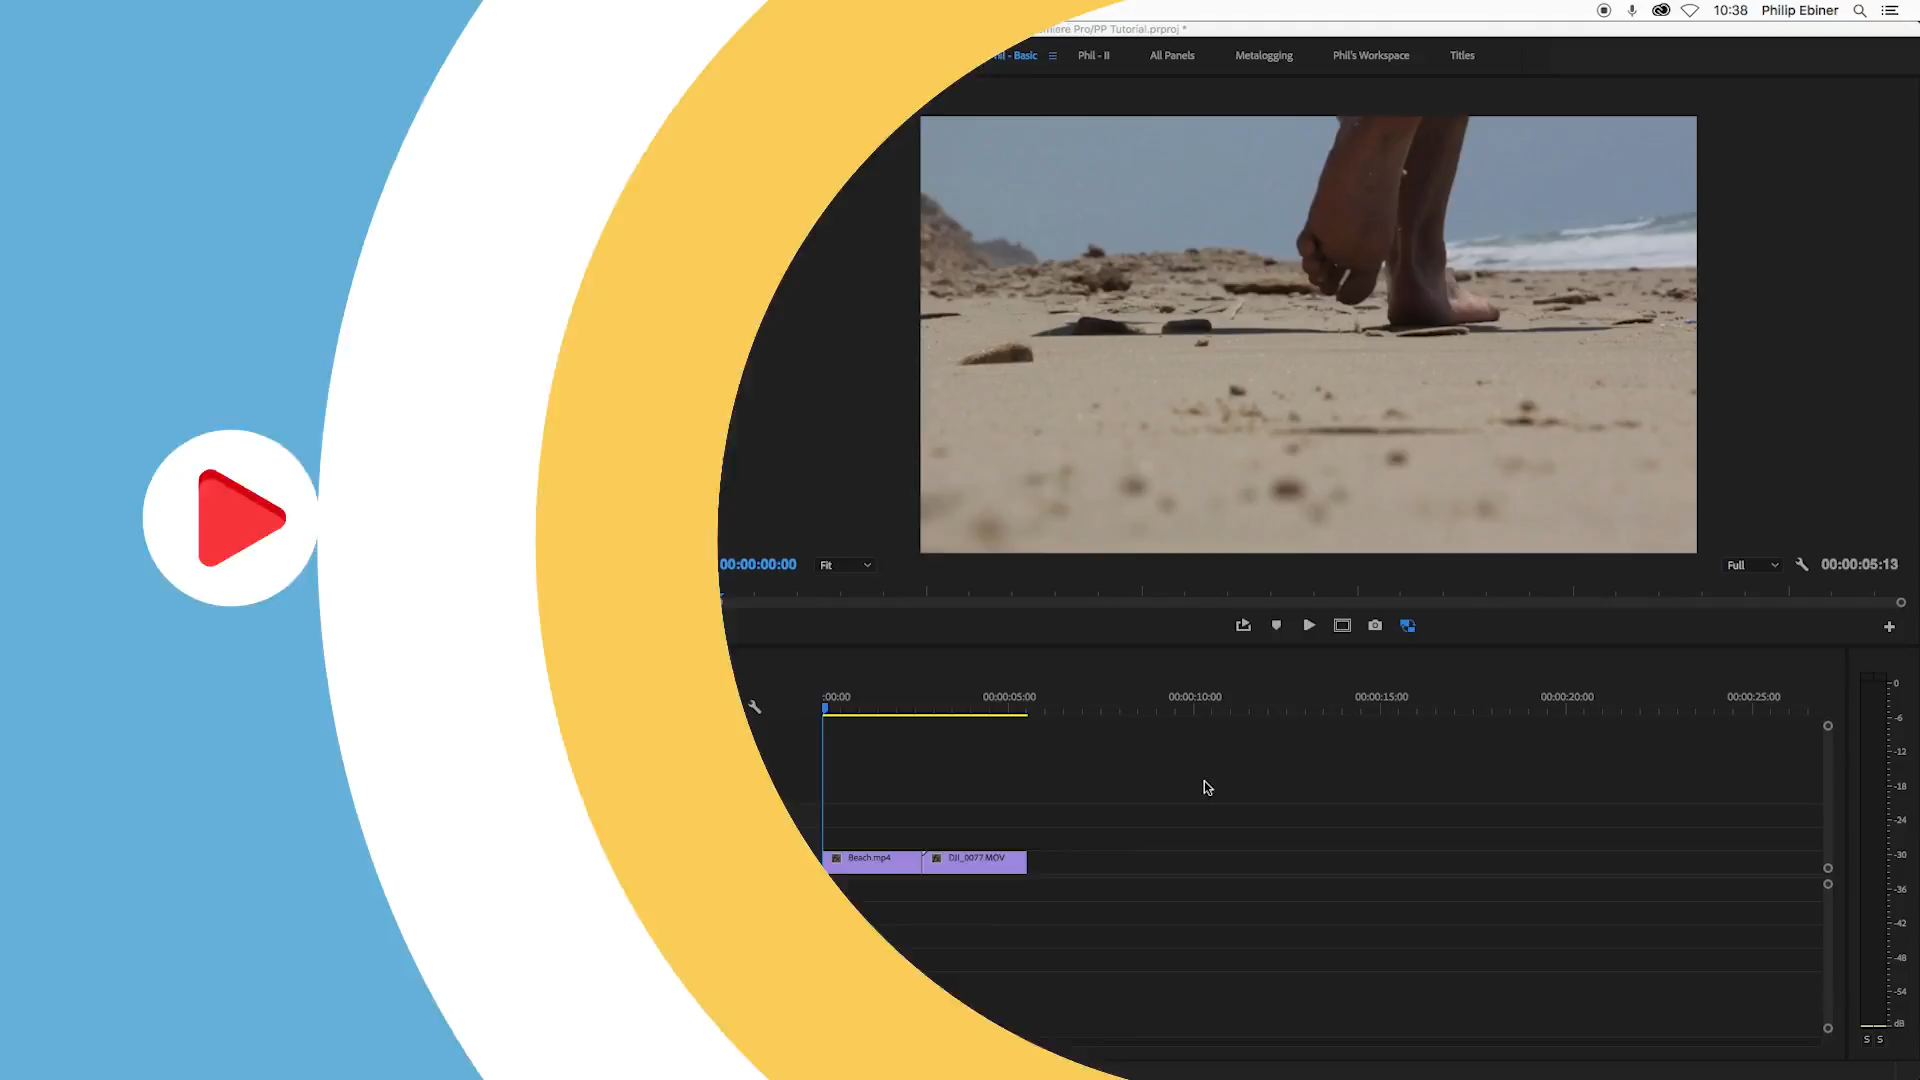 10:38 Philip Ebiner
Premiere Pro/PP Tutorial.prproj *
Phil - Basic Phil - II All Panels Metalogging Phil's Workspace Titles
00:00:00:00 Fit Full 00:00:05:13
:00:00 00:00:05:00 00:00:10:00 00:00:15:00 00:00:20:00 00:00:25:00
Beach.mp4 DJI_0077.MOV
0
-6
-12
-18
-24
-30
-36
-42
-48
-54
dB
S S